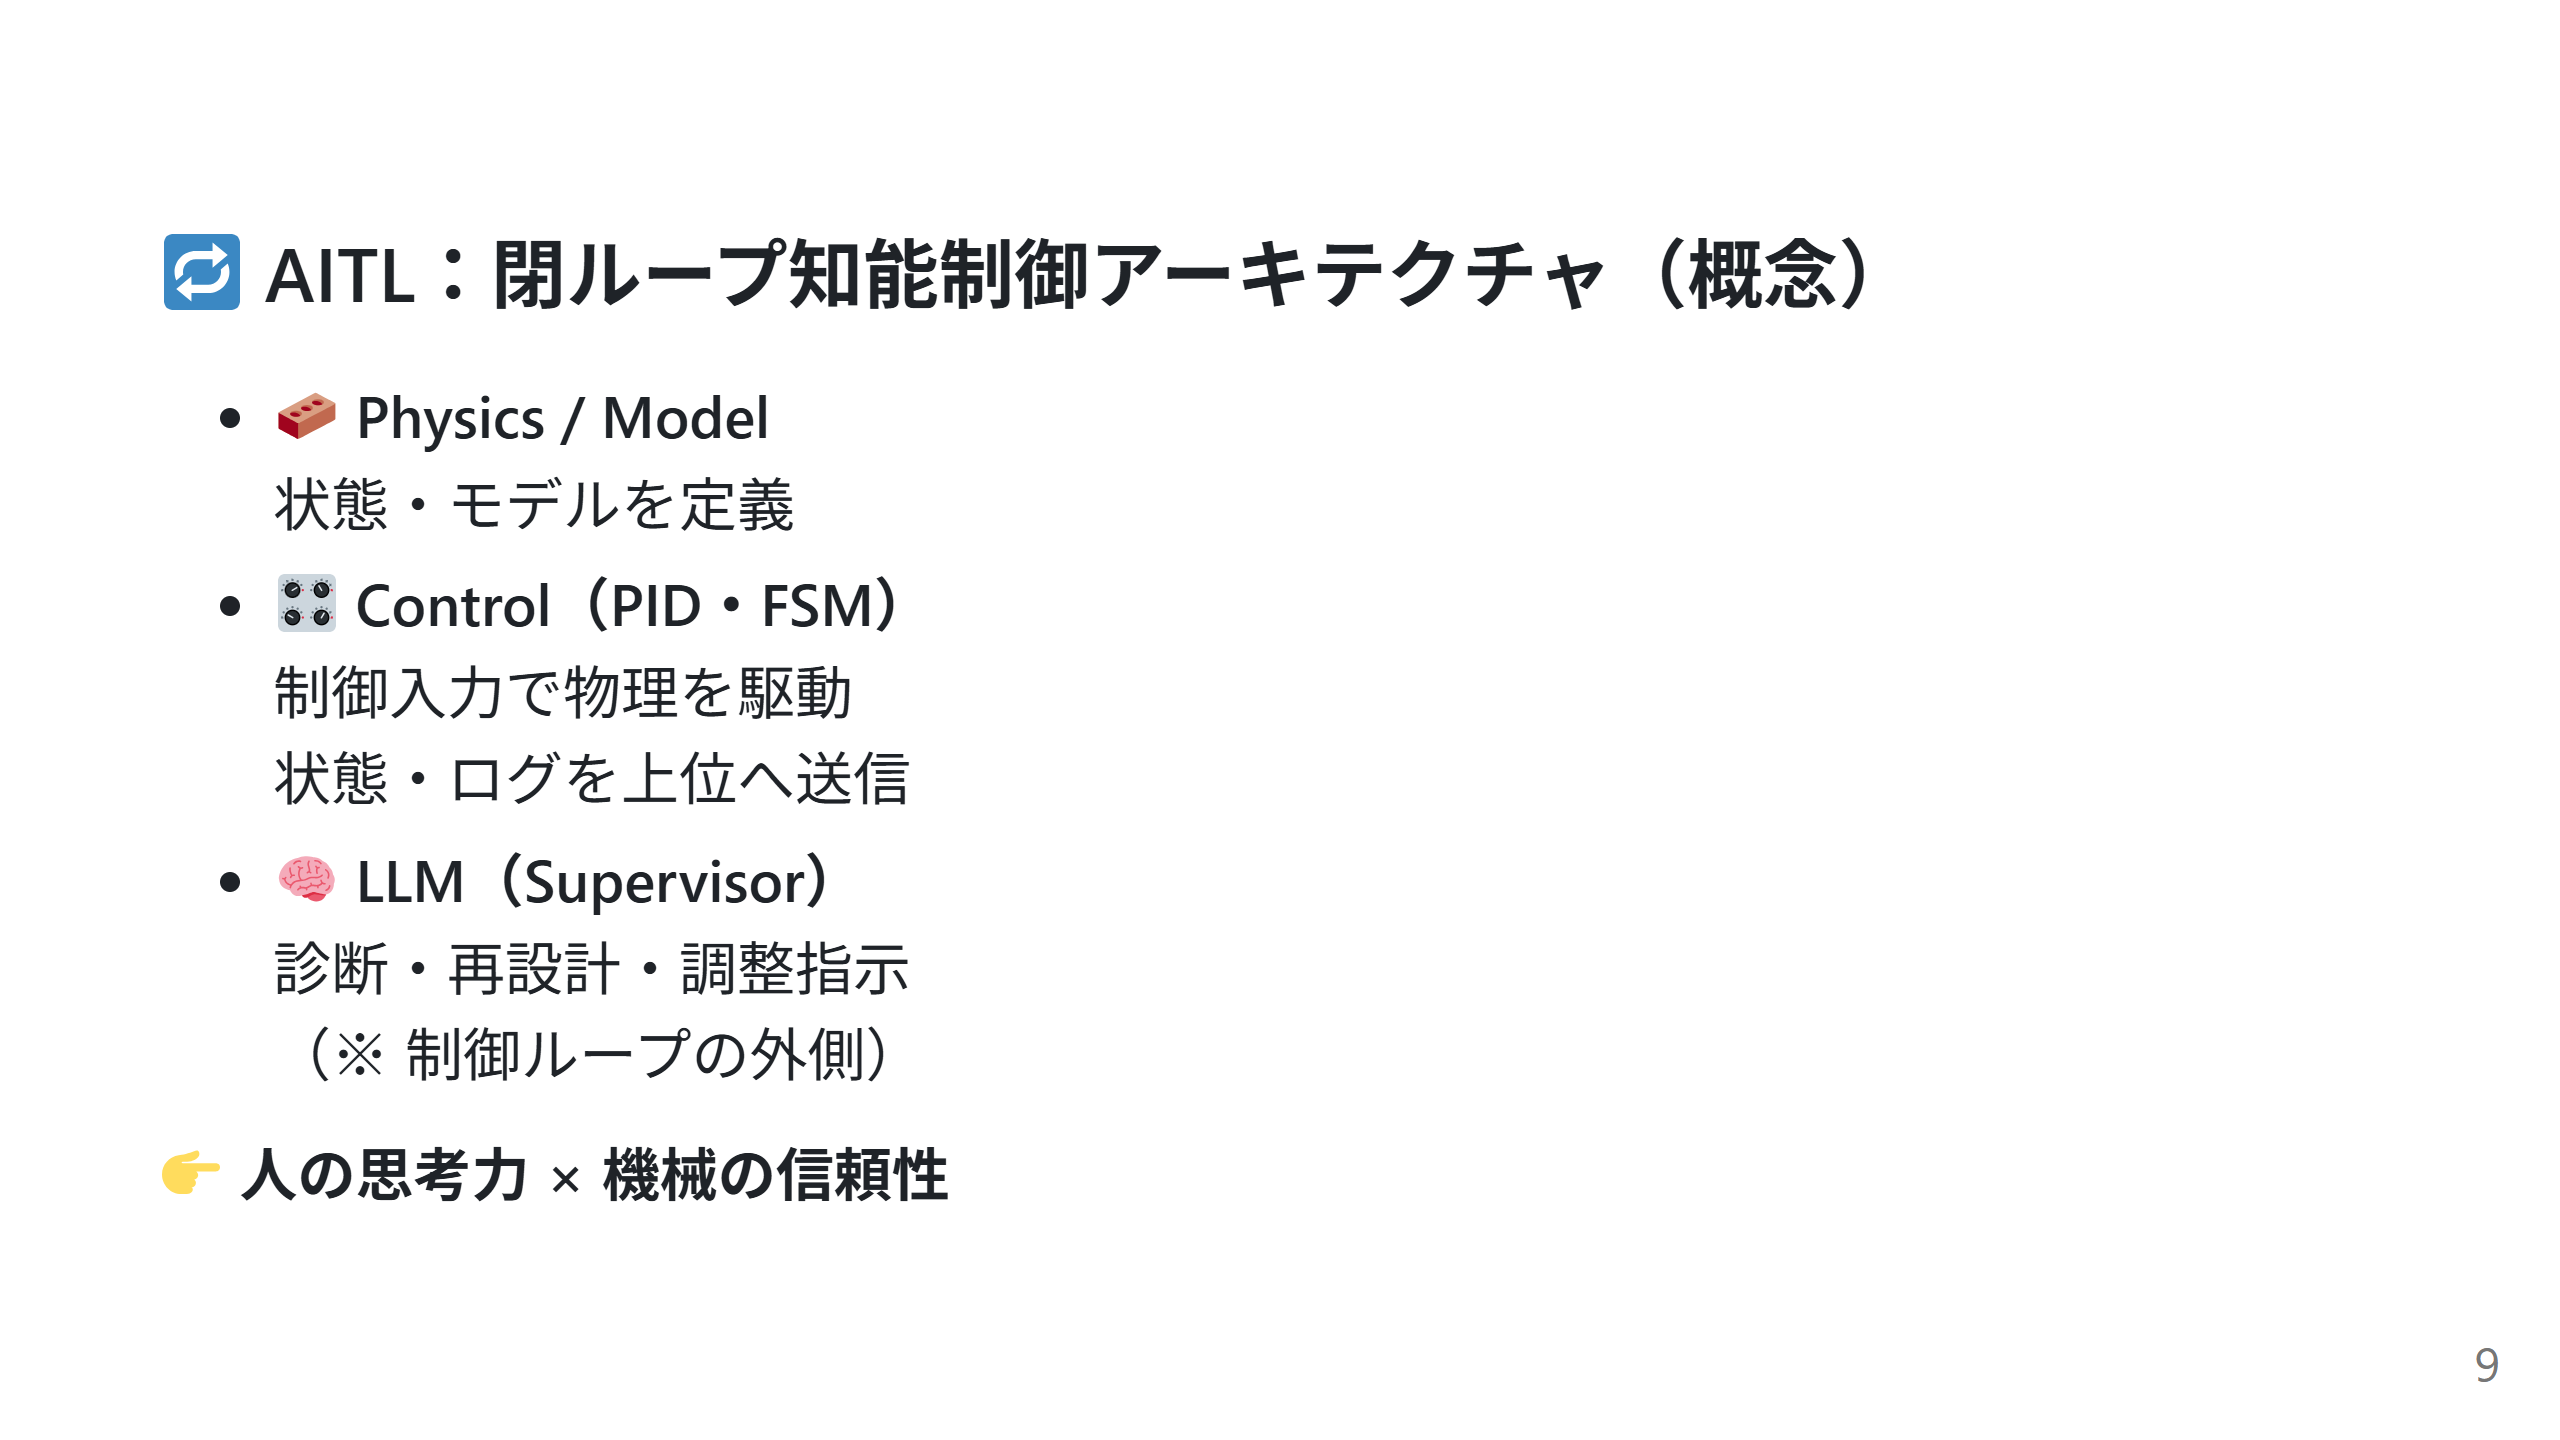 🔁 AITL：閉ループ知能制御アーキテクチャ（概念）
• 🧱 Physics / Model
状態・モデルを定義
• 🎛️ Control（PID・FSM）
制御入力で物理を駆動
状態・ログを上位へ送信
• 🧠 LLM（Supervisor）
診断・再設計・調整指示
（※ 制御ループの外側）
👉 人の思考力 × 機械の信頼性
9